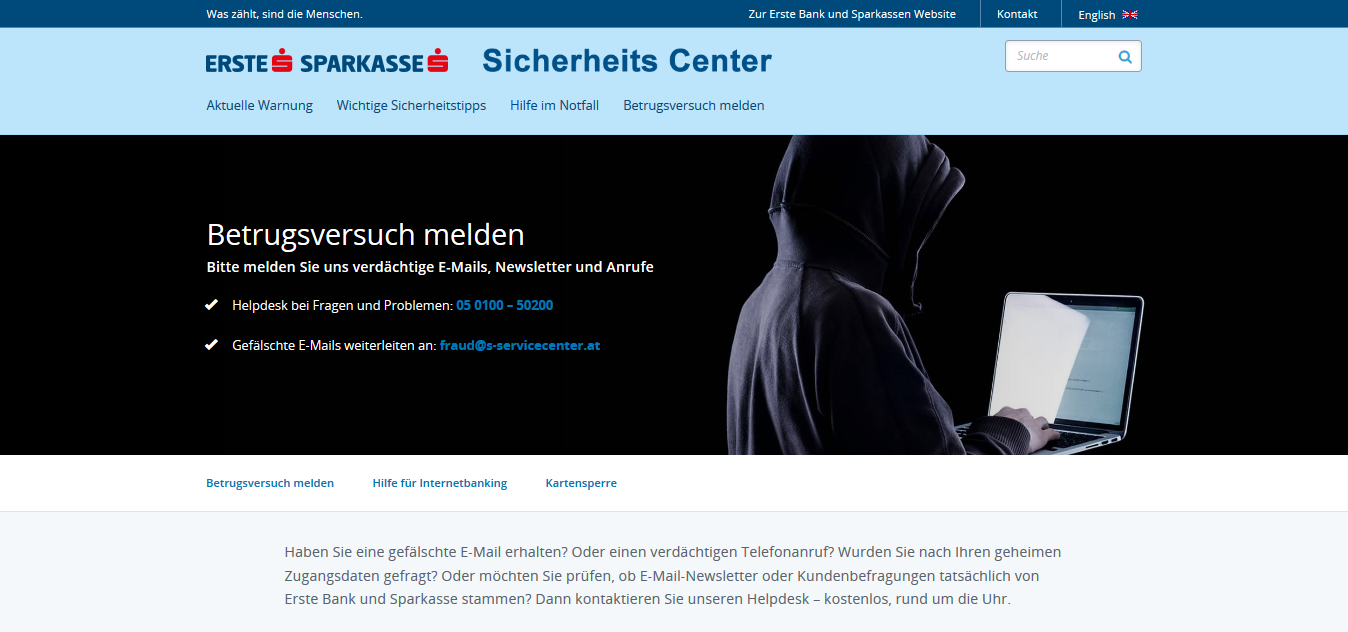 Was zählt, sind die Menschen.
Zur Erste Bank und Sparkassen Website
Kontakt
English
ERSTE SPARKASSE
Sicherheits Center
Suche
Aktuelle Warnung
Wichtige Sicherheitstipps
Hilfe im Notfall
Betrugsversuch melden
Betrugsversuch melden
Bitte melden Sie uns verdächtige E-Mails, Newsletter und Anrufe
Helpdesk bei Fragen und Problemen: 05 0100 – 50200
Gefälschte E-Mails weiterleiten an: fraud@s-servicecenter.at
Betrugsversuch melden
Hilfe für Internetbanking
Kartensperre
Haben Sie eine gefälschte E-Mail erhalten? Oder einen verdächtigen Telefonanruf? Wurden Sie nach Ihren geheimen
Zugangsdaten gefragt? Oder möchten Sie prüfen, ob E-Mail-Newsletter oder Kundenbefragungen tatsächlich von
Erste Bank und Sparkasse stammen? Dann kontaktieren Sie unseren Helpdesk – kostenlos, rund um die Uhr.